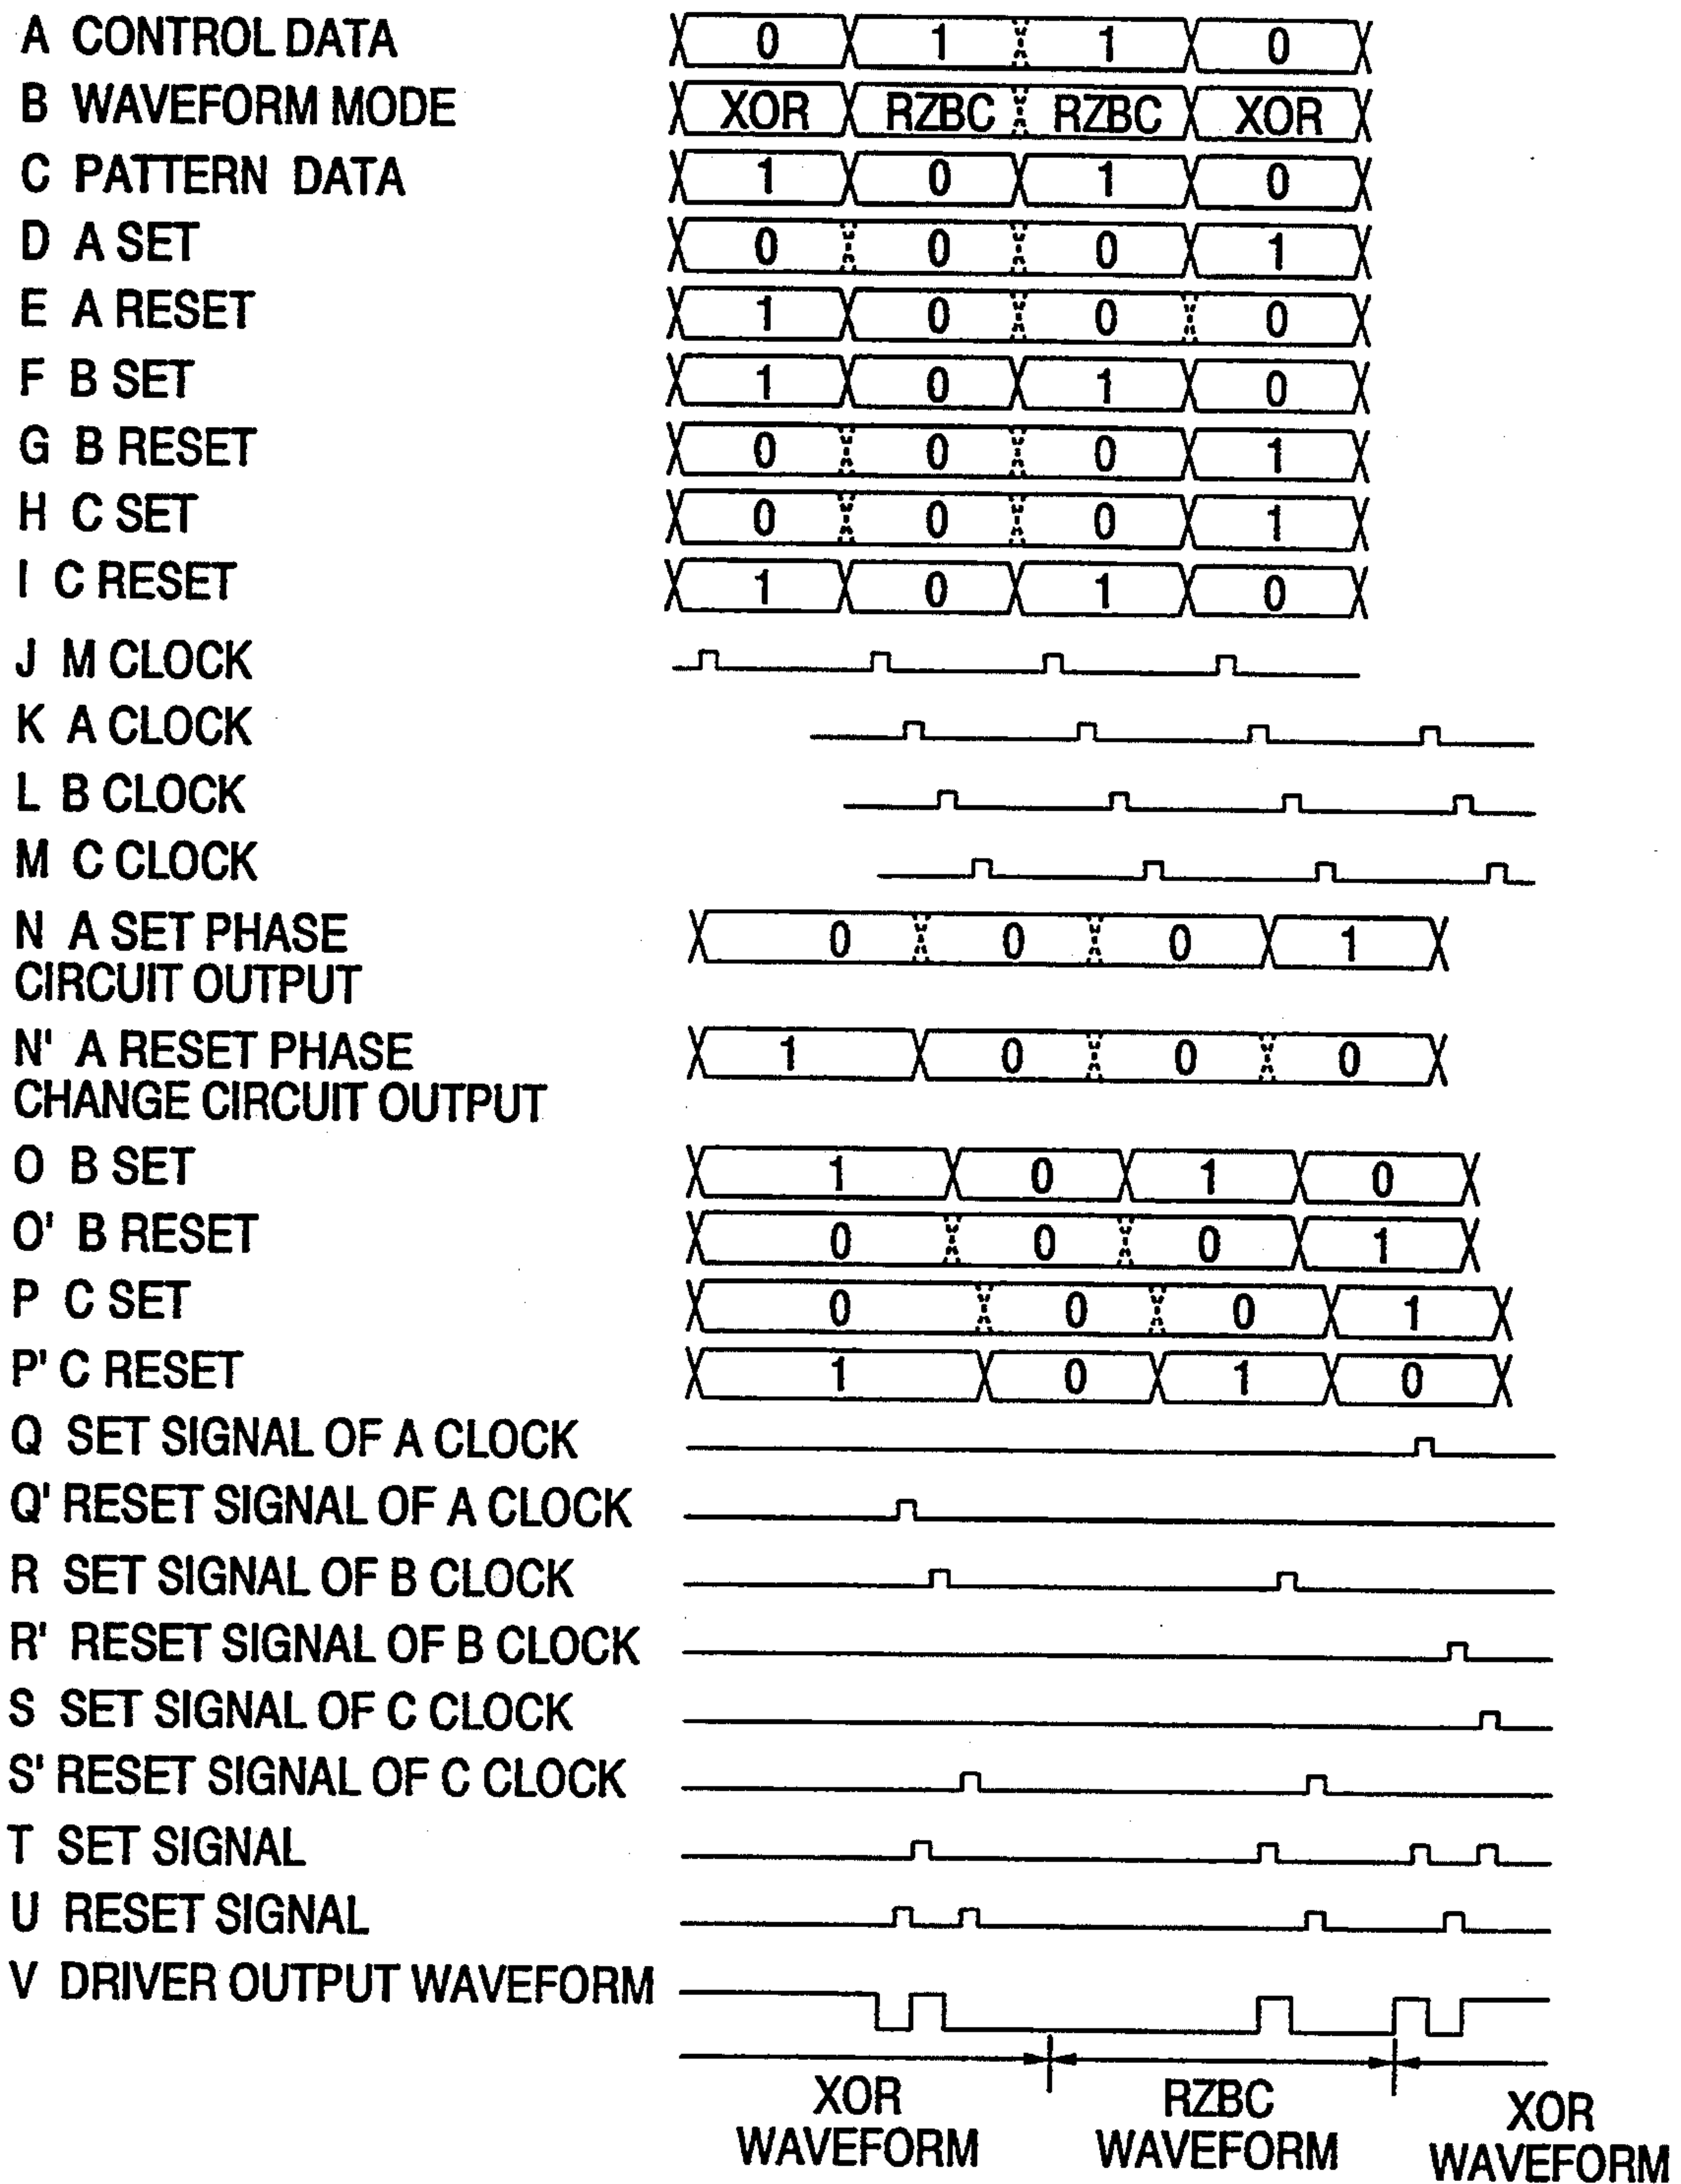 A CONTROL DATA 0 1 1 0
B WAVEFORM MODE XOR RZBC RZBC XOR
C PATTERN DATA 1 0 1 0
D A SET 0 0 0 1
E A RESET 1 0 0 0
F B SET 1 0 1 0
G B RESET 0 0 0 1
H C SET 0 0 0 1
I C RESET 1 0 1 0
J M CLOCK
K A CLOCK
L B CLOCK
M C CLOCK
N A SET PHASE 0 0 0 1
CIRCUIT OUTPUT
N' A RESET PHASE 1 0 0 0
CHANGE CIRCUIT OUTPUT
O B SET 1 0 1 0
O' B RESET 0 0 0 1
P C SET 0 0 0 1
P' C RESET 1 0 1 0
Q SET SIGNAL OF A CLOCK
Q' RESET SIGNAL OF A CLOCK
R SET SIGNAL OF B CLOCK
R' RESET SIGNAL OF B CLOCK
S SET SIGNAL OF C CLOCK
S' RESET SIGNAL OF C CLOCK
T SET SIGNAL
U RESET SIGNAL
V DRIVER OUTPUT WAVEFORM
XOR
WAVEFORM
RZBC
WAVEFORM
XOR
WAVEFORM